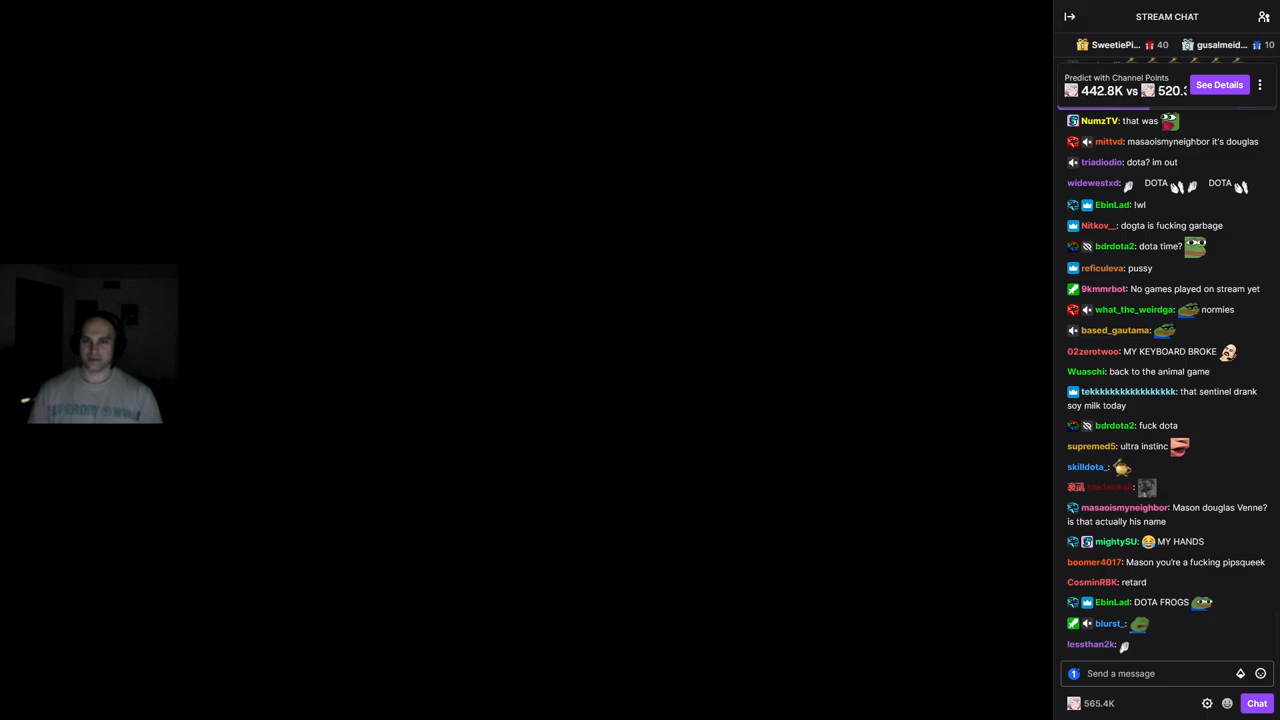 STREAM CHAT
SweetiePi... 40 gusalmeid... 10
Predict with Channel Points
442.8K vs 520.
See Details
NumzTV: that was
mittvd: masaoismyneighbor it's douglas
triadiodio: dota? im out
widewestxd: DOTA DOTA
EbinLad: !wl
Nitkov__: dogta is fucking garbage
bdrdota2: dota time?
reficuleva: pussy
9kmmrbot: No games played on stream yet
what_the_weirdga: normies
based_gautama:
02zerotwoo: MY KEYBOARD BROKE
Wuaschi: back to the animal game
tekkkkkkkkkkkkkkkkk: that sentinel drank
soy milk today
bdrdota2: fuck dota
supremed5: ultra instinc
skilldota_:
masaoismyneighbor: Mason douglas Venne?
is that actually his name
mightySU: MY HANDS
boomer4017: Mason you're a fucking pipsqueek
CosminRBK: retard
EbinLad: DOTA FROGS
blurst_:
lessthan2k:
Send a message
565.4K
Chat